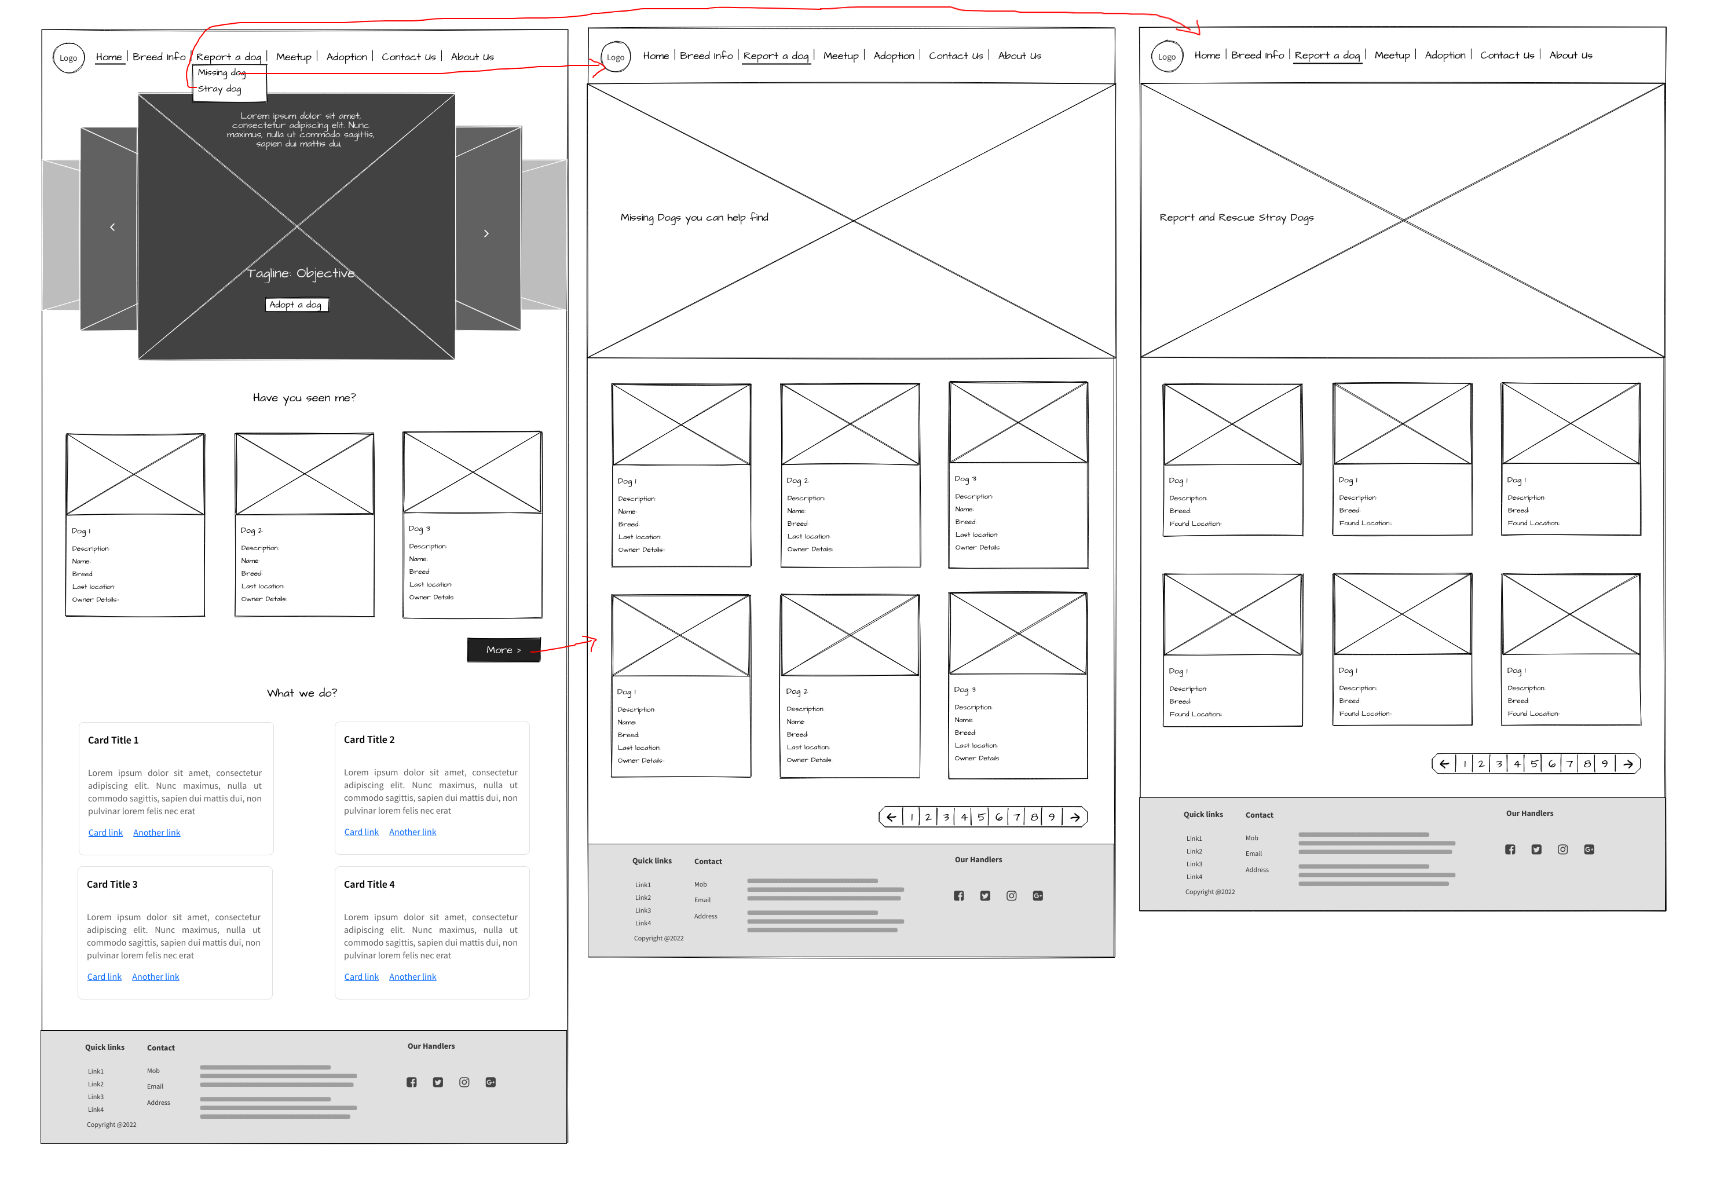 Logo
Home | Breed Info | Report a dog | Meetup | Adoption | Contact Us | About Us
Missing dog
Stray dog
Lorem ipsum dolor sit amet,
consectetur adipiscing elit. Nunc
maximus, nulla ut commodo sagittis,
sapien dui mattis dui,
<
>
Tagline: Objective
Adopt a dog
Have you seen me?
Dog 1
Description:
Name:
Breed:
Last location:
Owner Details:
Dog 2
Description:
Name:
Breed:
Last location:
Owner Details:
Dog 3
Description:
Name:
Breed:
Last location:
Owner Details:
More >
What we do?
Card Title 1
Lorem ipsum dolor sit amet, consectetur
adipiscing elit. Nunc maximus, nulla ut
commodo sagittis, sapien dui mattis dui, non
pulvinar lorem felis nec erat
Card link Another link
Card Title 2
Lorem ipsum dolor sit amet, consectetur
adipiscing elit. Nunc maximus, nulla ut
commodo sagittis, sapien dui mattis dui, non
pulvinar lorem felis nec erat
Card link Another link
Card Title 3
Lorem ipsum dolor sit amet, consectetur
adipiscing elit. Nunc maximus, nulla ut
commodo sagittis, sapien dui mattis dui, non
pulvinar lorem felis nec erat
Card link Another link
Card Title 4
Lorem ipsum dolor sit amet, consectetur
adipiscing elit. Nunc maximus, nulla ut
commodo sagittis, sapien dui mattis dui, non
pulvinar lorem felis nec erat
Card link Another link
Quick links
Link1
Link2
Link3
Link4
Copyright @2022
Contact
Mob
Email
Address
Our Handlers
Logo
Home | Breed Info | Report a dog | Meetup | Adoption | Contact Us | About Us
Missing Dogs you can help find
Dog 1
Description:
Name:
Breed:
Last location:
Owner Details:
Dog 2
Description:
Name:
Breed:
Last location:
Owner Details:
Dog 3
Description:
Name:
Breed:
Last location:
Owner Details:
Dog 1
Description:
Name:
Breed:
Last location:
Owner Details:
Dog 2
Description:
Name:
Breed:
Last location:
Owner Details:
Dog 3
Description:
Name:
Breed:
Last location:
Owner Details:
← 1 2 3 4 5 6 7 8 9 →
Quick links
Link1
Link2
Link3
Link4
Copyright @2022
Contact
Mob
Email
Address
Our Handlers
Logo
Home | Breed Info | Report a dog | Meetup | Adoption | Contact Us | About Us
Report and Rescue Stray Dogs
Dog 1
Description:
Breed:
Found Location:
Dog 1
Description:
Breed:
Found Location:
Dog 1
Description:
Breed:
Found Location:
Dog 1
Description:
Breed:
Found Location:
Dog 1
Description:
Breed:
Found Location:
Dog 1
Description:
Breed:
Found Location:
← 1 2 3 4 5 6 7 8 9 →
Quick links
Link1
Link2
Link3
Link4
Copyright @2022
Contact
Mob
Email
Address
Our Handlers